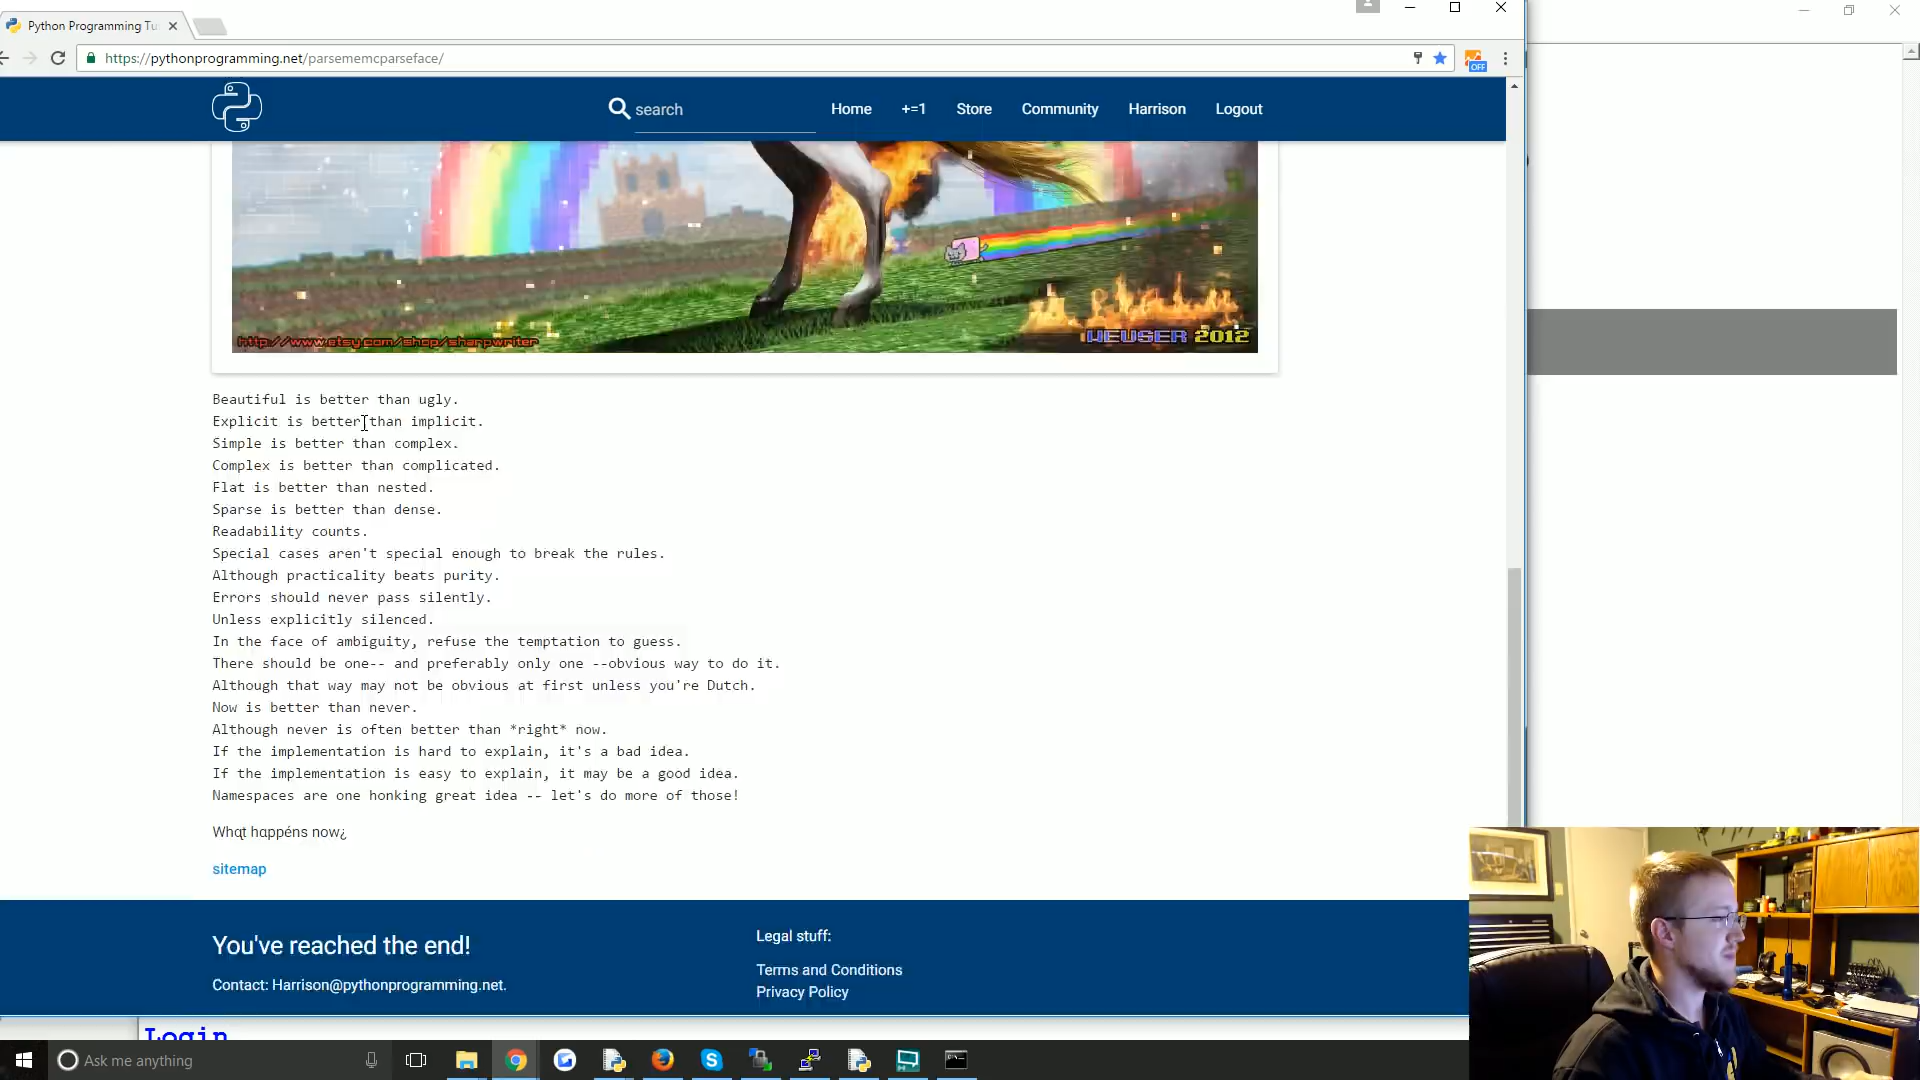 Python Programming Tu
https://pythonprogramming.net/parsememcparseface/
OFF
search
Home
+=1
Store
Community
Harrison
Logout
http://www.etsy.com/shop/sharpwriter
HEUSER 2012
Beautiful is better than ugly.
Explicit is better than implicit.
Simple is better than complex.
Complex is better than complicated.
Flat is better than nested.
Sparse is better than dense.
Readability counts.
Special cases aren't special enough to break the rules.
Although practicality beats purity.
Errors should never pass silently.
Unless explicitly silenced.
In the face of ambiguity, refuse the temptation to guess.
There should be one-- and preferably only one --obvious way to do it.
Although that way may not be obvious at first unless you're Dutch.
Now is better than never.
Although never is often better than *right* now.
If the implementation is hard to explain, it's a bad idea.
If the implementation is easy to explain, it may be a good idea.
Namespaces are one honking great idea -- let's do more of those!
Whąt hαppéns now¿
sitemap
You've reached the end!
Contact: Harrison@pythonprogramming.net.
Legal stuff:
Terms and Conditions
Privacy Policy
Login
Ask me anything